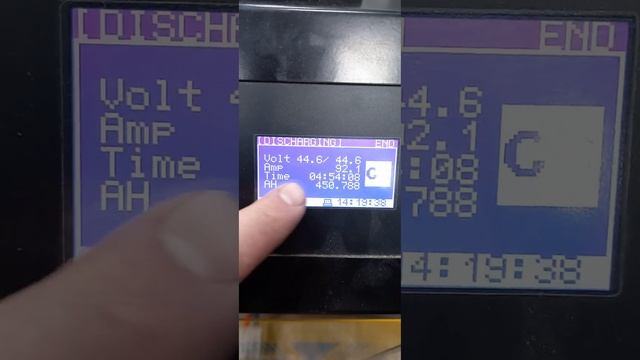 [DISCHARGING] END
Volt 44.6/ 44.6
Amp 92.1
Time 04:54:08
AH 450.788
C
14:19:38